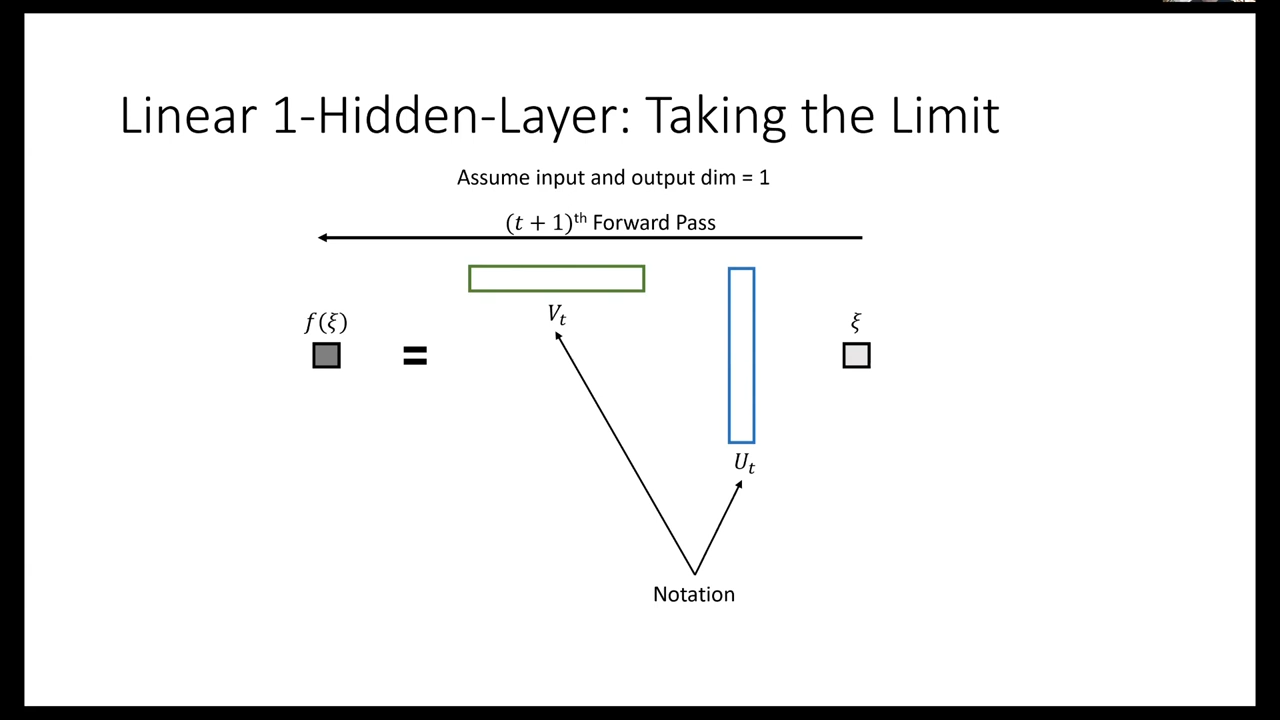 Linear 1-Hidden-Layer: Taking the Limit
Assume input and output dim = 1
(t + 1)th Forward Pass
f(ξ)
=
V_t
ξ
U_t
Notation